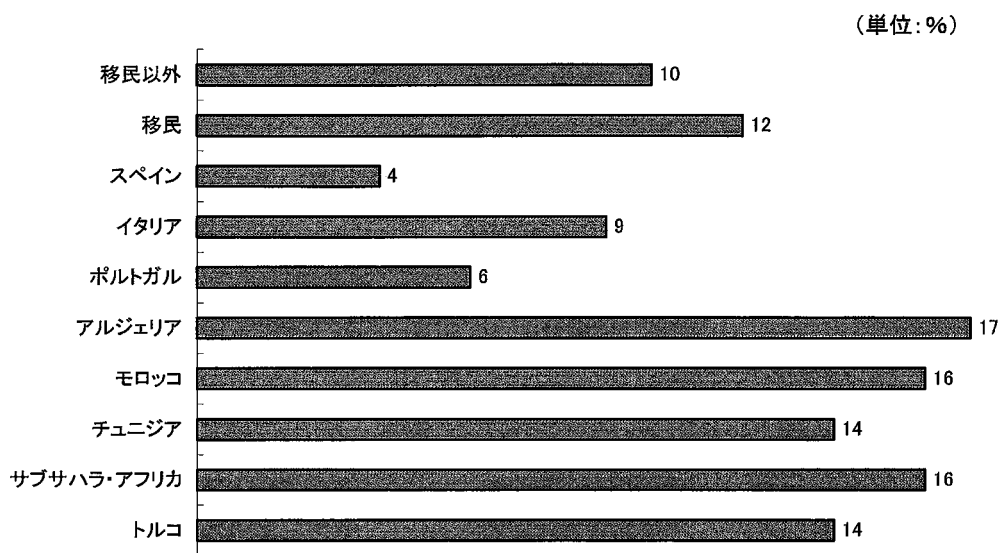 (単位:%)
移民以外 10
移民 12
スペイン 4
イタリア 9
ポルトガル 6
アルジェリア 17
モロッコ 16
チュニジア 14
サブサハラ・アフリカ 16
トルコ 14